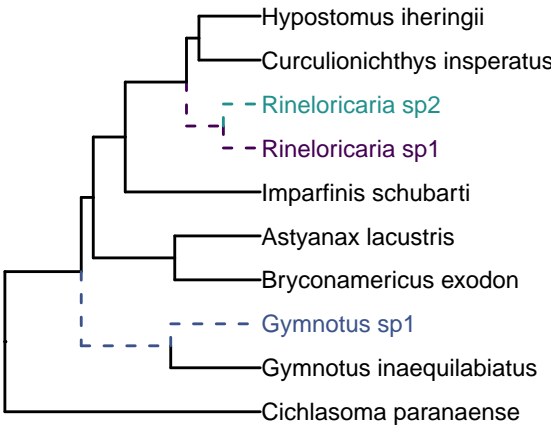 Hypostomus iheringii
Curculionichthys insperatus
Rineloricaria sp2
Rineloricaria sp1
Imparfinis schubarti
Astyanax lacustris
Bryconamericus exodon
Gymnotus sp1
Gymnotus inaequilabiatus
Cichlasoma paranaense